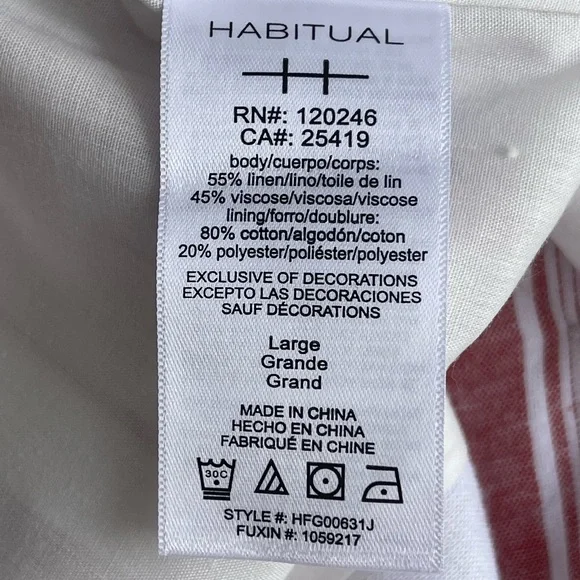 HABITUAL
RN#: 120246
CA#: 25419
body/cuerpo/corps:
55% linen/lino/toile de lin
45% viscose/viscosa/viscose
lining/forro/doublure:
80% cotton/algodón/coton
20% polyester/poliéster/polyester
EXCLUSIVE OF DECORATIONS
EXCEPTO LAS DECORACIONES
SAUF DÉCORATIONS
Large
Grande
Grand
MADE IN CHINA
HECHO EN CHINA
FABRIQUÉ EN CHINE
30C
STYLE #: HFG00631J
FUXIN #: 1059217